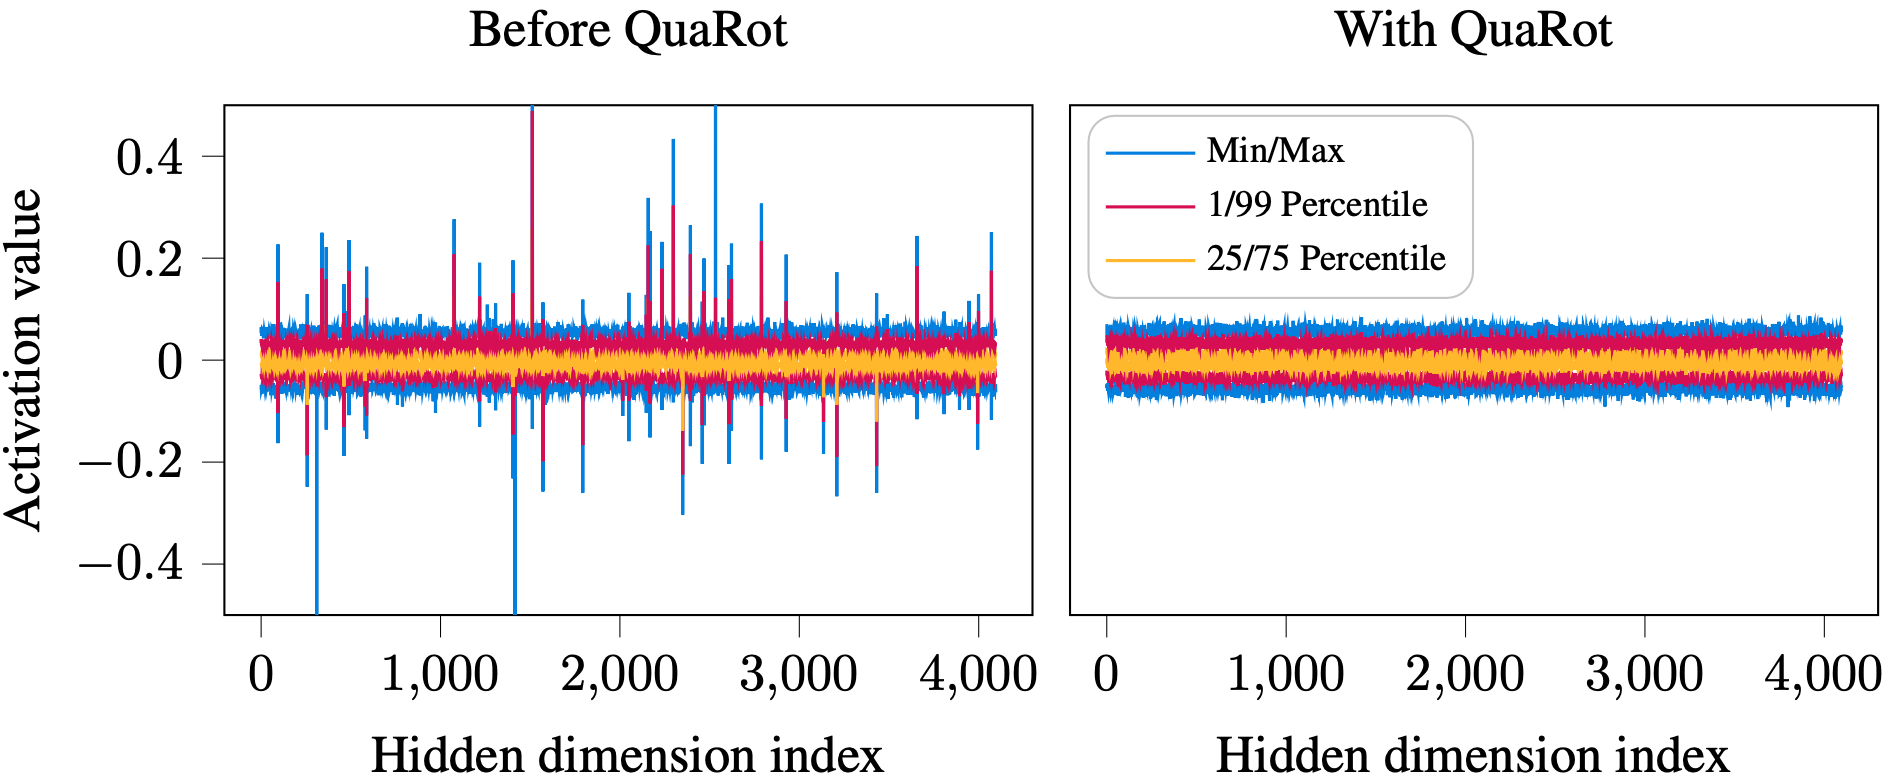 Before QuaRot
With QuaRot
Activation value
0.4
0.2
0
−0.2
−0.4
Min/Max
1/99 Percentile
25/75 Percentile
0 1,000 2,000 3,000 4,000
0 1,000 2,000 3,000 4,000
Hidden dimension index
Hidden dimension index